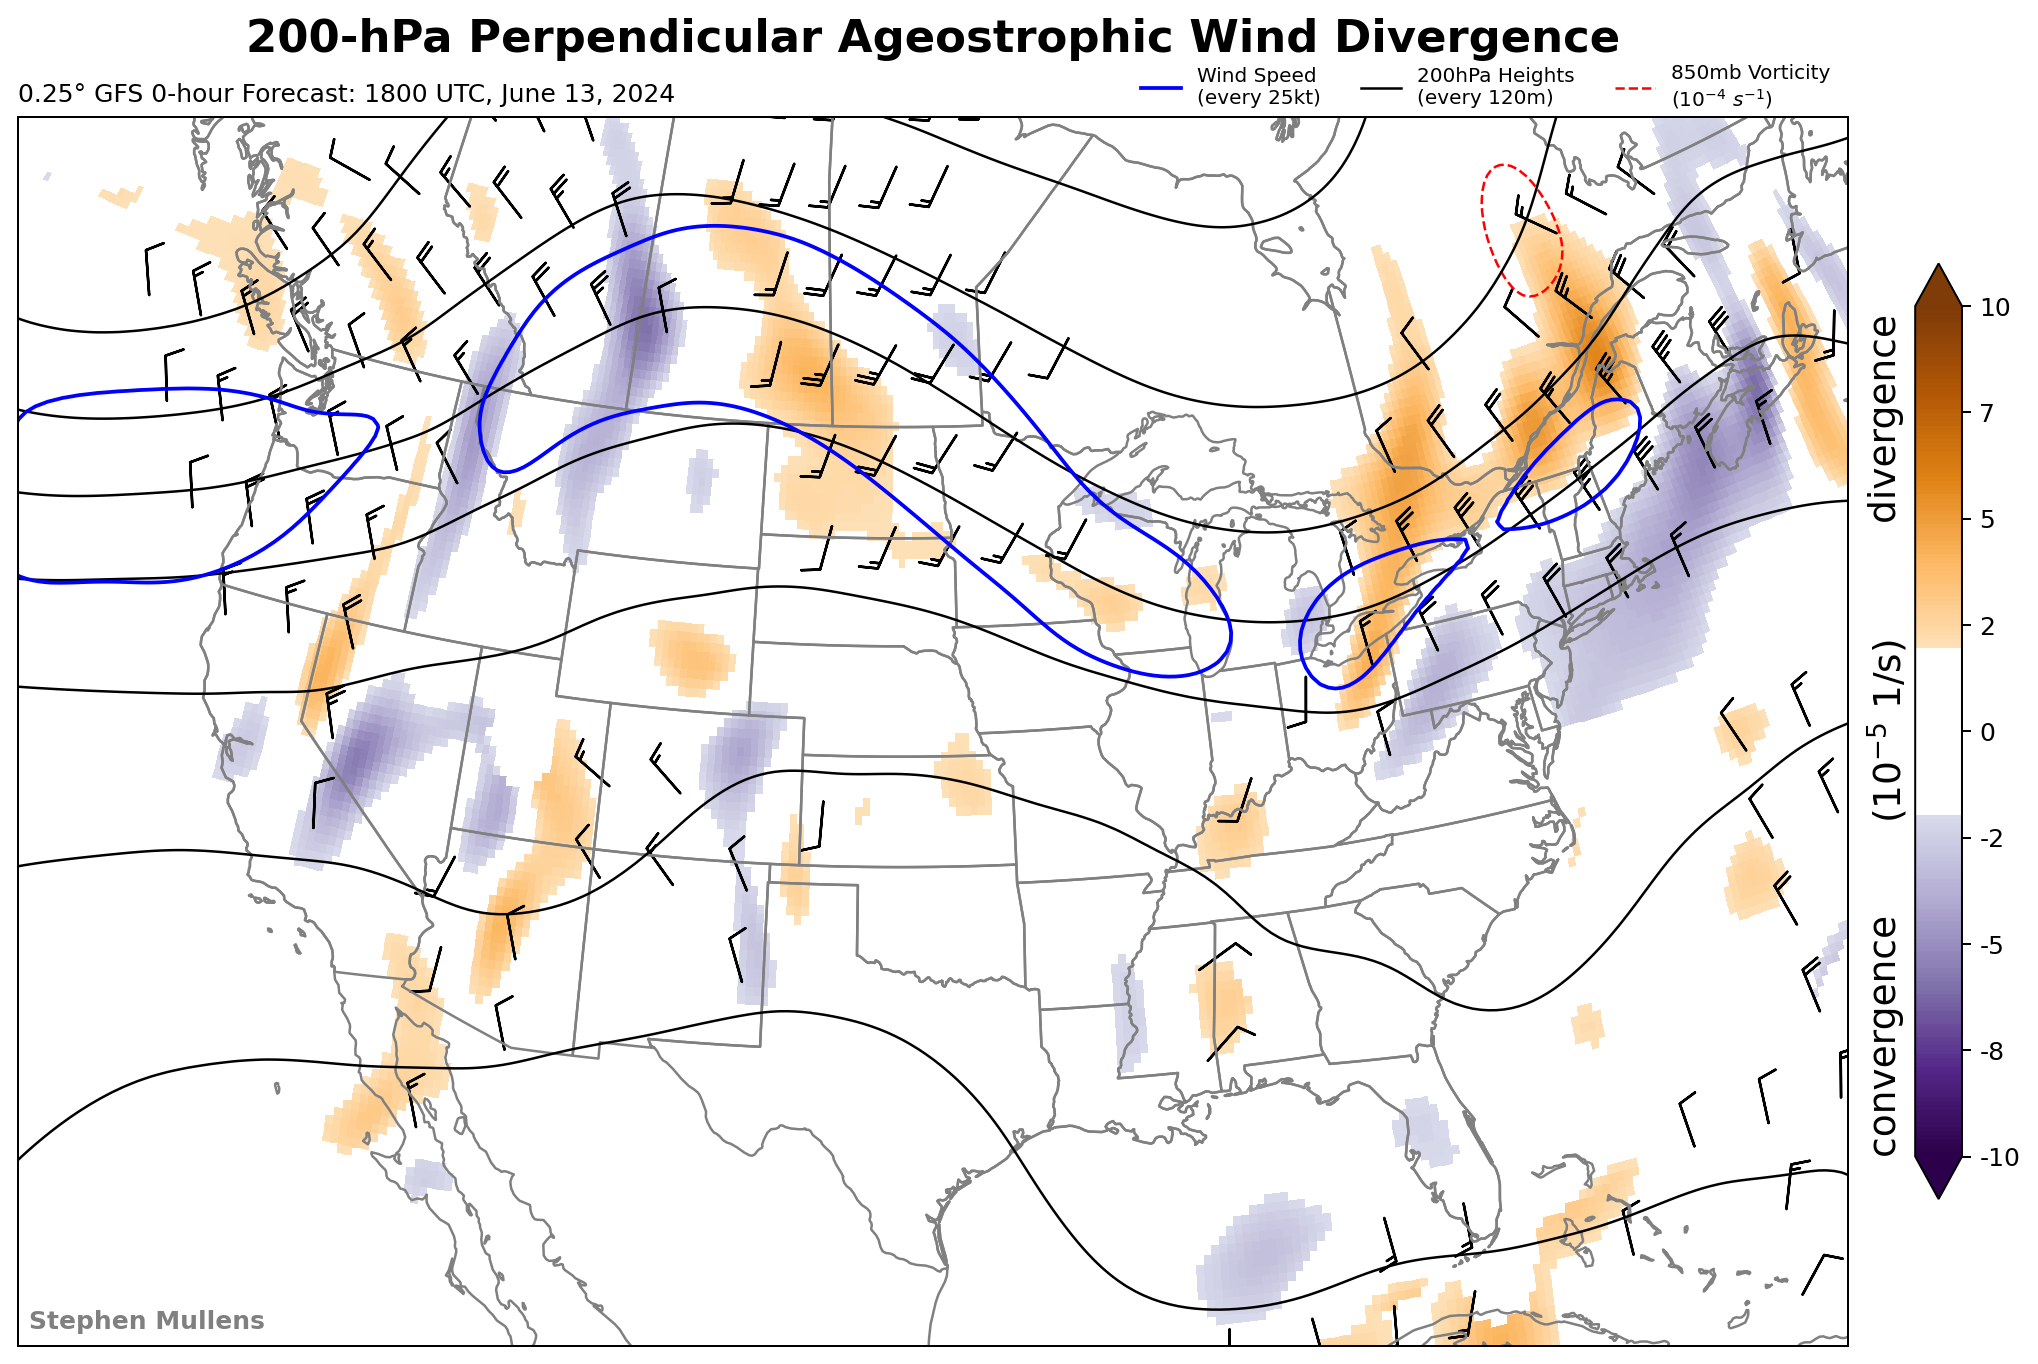 200-hPa Perpendicular Ageostrophic Wind Divergence
0.25° GFS 0-hour Forecast: 1800 UTC, June 13, 2024
Wind Speed
(every 25kt)
200hPa Heights
(every 120m)
850mb Vorticity
(10⁻⁴ s⁻¹)
10
7
5
2
0
-2
-5
-8
-10
convergence (10⁻⁵ 1/s) divergence
Stephen Mullens